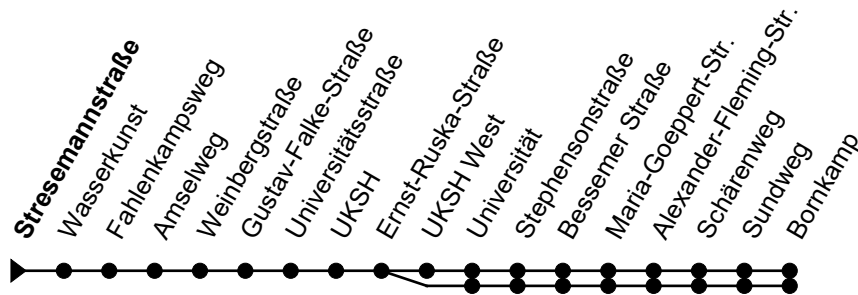 Stresemannstraße
Wasserkunst
Fahlenkampsweg
Amselweg
Weinbergstraße
Gustav-Falke-Straße
Universitätsstraße
UKSH
Ernst-Ruska-Straße
UKSH West
Universität
Stephensonstraße
Bessemer Straße
Maria-Goeppert-Str.
Alexander-Fleming-Str.
Schärenweg
Sundweg
Bornkamp